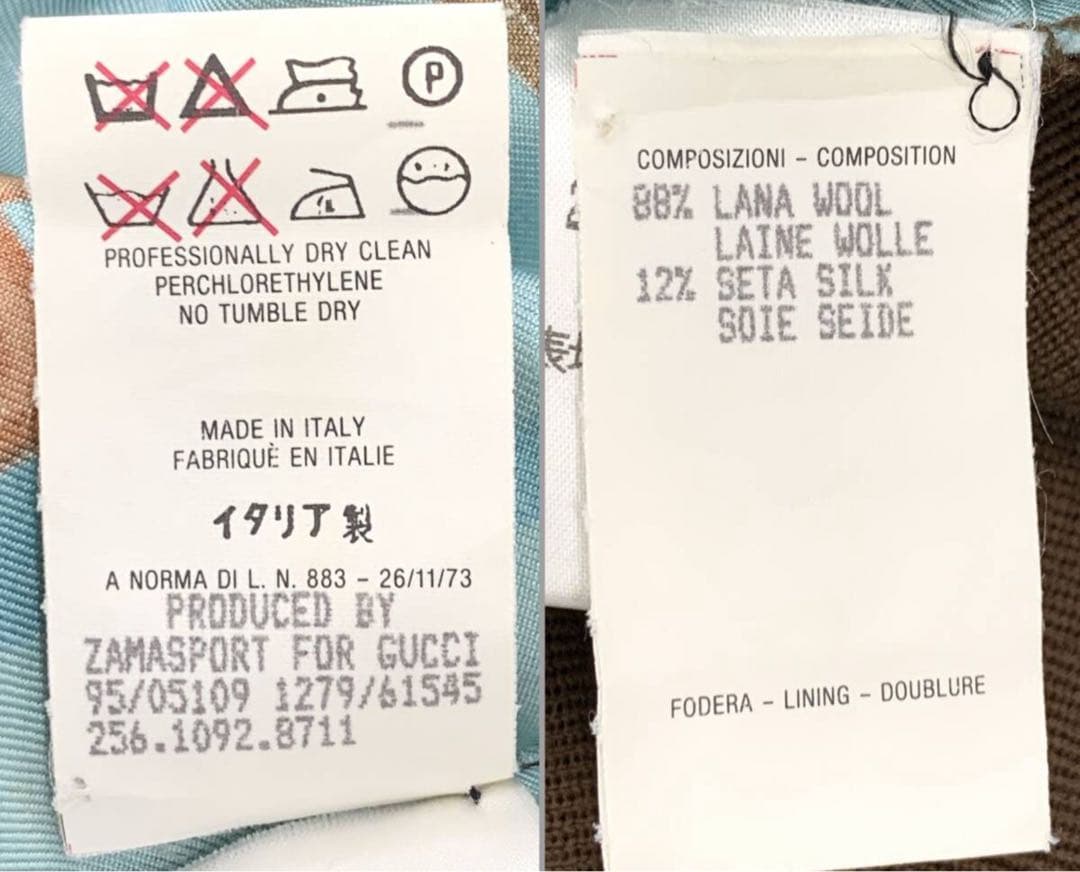 P
PROFESSIONALLY DRY CLEAN
PERCHLORETHYLENE
NO TUMBLE DRY
MADE IN ITALY
FABRIQUÈ EN ITALIE
イタリア製
A NORMA DI L. N. 883 - 26/11/73
PRODUCED BY
ZAMASPORT FOR GUCCI
95/05109 1279/61545
256.1092.8711
COMPOSIZIONI - COMPOSITION
88% LANA WOOL
LAINE WOLLE
12% SETA SILK
SOIE SEIDE
FODERA - LINING - DOUBLURE